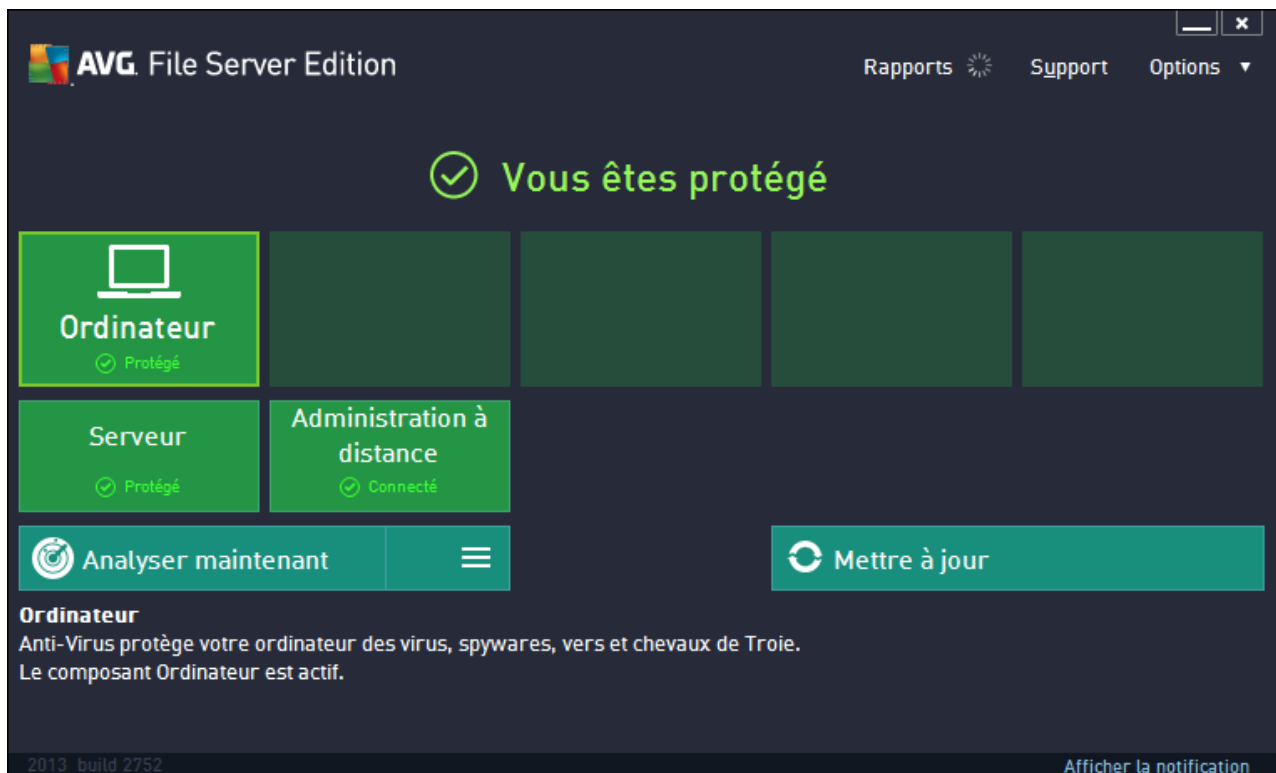 AVG. File Server Edition
Rapports
Support
Options
Vous êtes protégé
Ordinateur
Protégé
Serveur
Protégé
Administration à
distance
Connecté
Analyser maintenant
Mettre à jour
Ordinateur
Anti-Virus protège votre ordinateur des virus, spywares, vers et chevaux de Troie.
Le composant Ordinateur est actif.
2013 build 2752
Afficher la notification